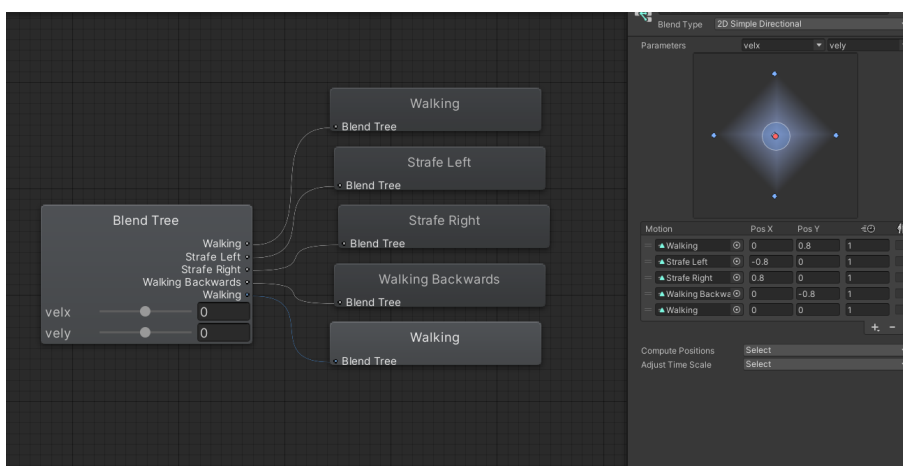 Blend Type 2D Simple Directional
Parameters velx vely
Walking
Blend Tree
Strafe Left
Blend Tree
Strafe Right
Blend Tree
Walking Backwards
Blend Tree
Walking
Blend Tree
Blend Tree
Walking
Strafe Left
Strafe Right
Walking Backwards
Walking
velx 0
vely 0
Motion Pos X Pos Y
Walking 0 0.8 1
Strafe Left -0.8 0 1
Strafe Right 0.8 0 1
Walking Backwa 0 -0.8 1
Walking 0 0 1
+ -
Compute Positions Select
Adjust Time Scale Select